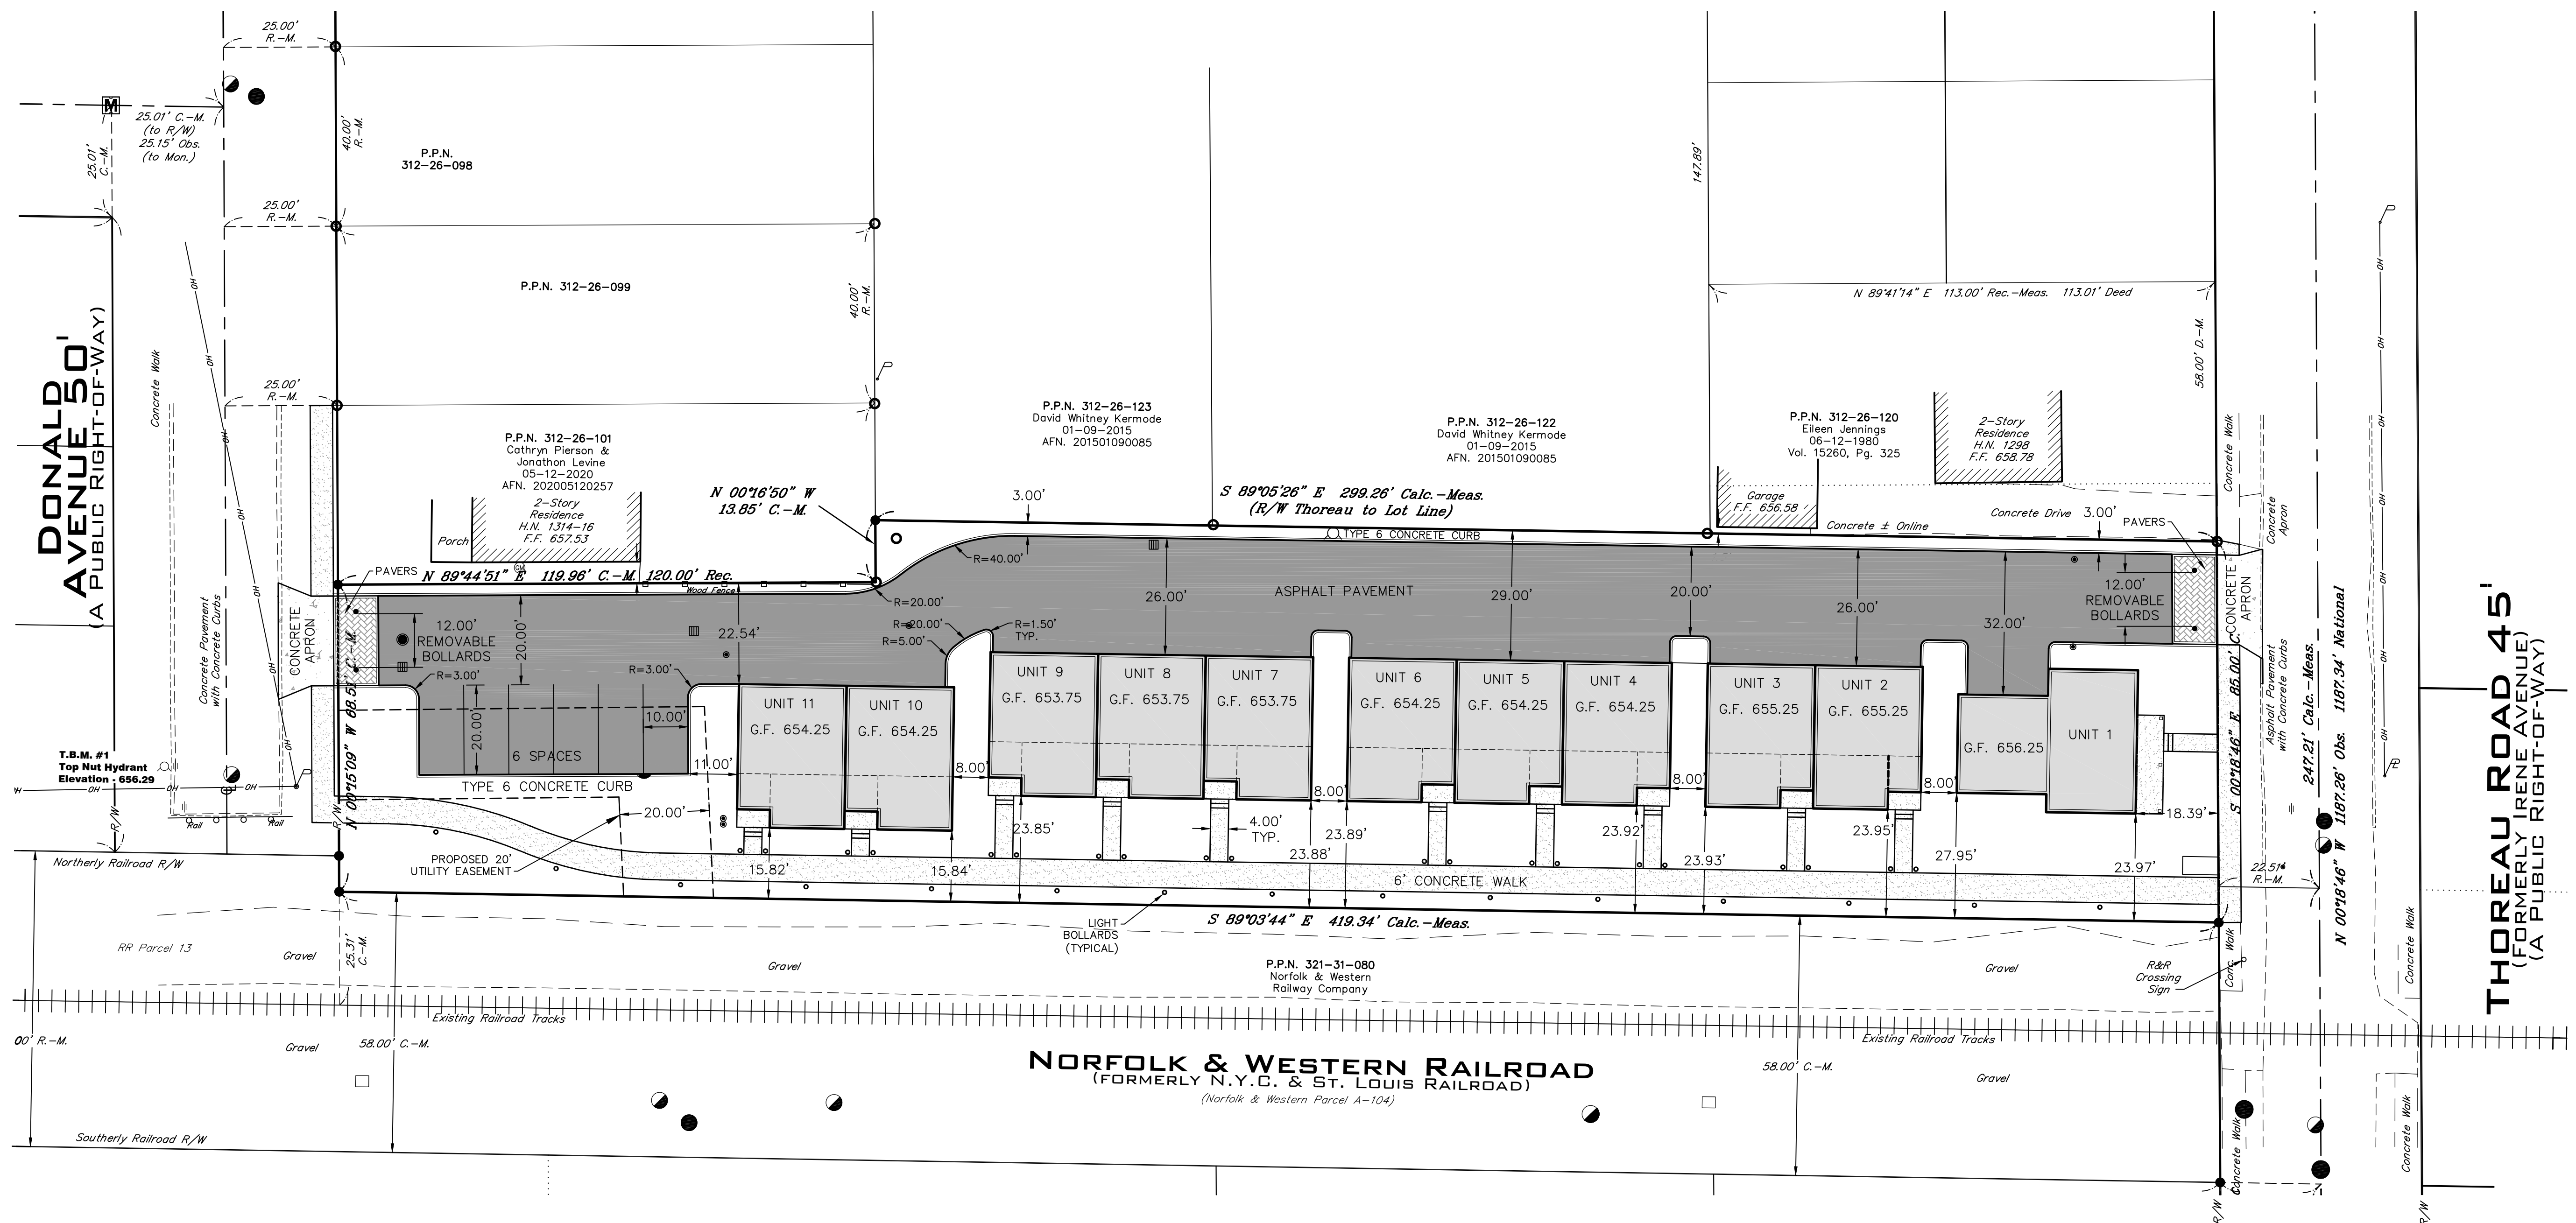 DONALD
AVENUE 50'
(A PUBLIC RIGHT-OF-WAY)
25.00'
R.-M.
M
25.01' C.-M.
(to R/W)
25.15' Obs.
(to Mon.)
25.01'
C.-M.
40.00'
R.-M.
P.P.N.
312-26-098
25.00'
R.-M.
P.P.N. 312-26-099
40.00'
R.-M.
25.00'
R.-M.
Concrete Walk
OH
OH
OH
OH
OH
OH
OH
Concrete Pavement
with Concrete Curbs
P.P.N. 312-26-101
Cathryn Pierson &
Jonathon Levine
05-12-2020
AFN. 202005120257
2-Story
Residence
H.N. 1314-16
F.F. 657.53
Porch
N 00°16'50" W
13.85' C.-M.
P.P.N. 312-26-123
David Whitney Kermode
01-09-2015
AFN. 201501090085
P.P.N. 312-26-122
David Whitney Kermode
01-09-2015
AFN. 201501090085
147.89'
N 89°41'14" E 113.00' Rec.-Meas. 113.01' Deed
58.00' D.-M.
P.P.N. 312-26-120
Eileen Jennings
06-12-1980
Vol. 15260, Pg. 325
2-Story
Residence
H.N. 1298
F.F. 658.78
Garage
F.F. 656.58
Concrete ± Online
Concrete Drive
3.00'
PAVERS
Concrete Walk
Concrete
Apron
3.00'
S 89°05'26" E 299.26' Calc.-Meas.
(R/W Thoreau to Lot Line)
TYPE 6 CONCRETE CURB
PAVERS
N 89°44'51" E 119.96' C.-M. 120.00' Rec.
GM
Wood Fence
R=40.00'
R=20.00'
R=20.00'
R=5.00'
R=1.50'
TYP.
CONCRETE
APRON
12.00'
REMOVABLE
BOLLARDS
20.00'
22.54'
R=3.00'
R=3.00'
26.00'
ASPHALT PAVEMENT
29.00'
20.00'
26.00'
32.00'
12.00'
REMOVABLE
BOLLARDS
CONCRETE
APRON
20.00'
10.00'
6 SPACES
TYPE 6 CONCRETE CURB
11.00'
UNIT 11
G.F. 654.25
UNIT 10
G.F. 654.25
UNIT 9
G.F. 653.75
UNIT 8
G.F. 653.75
UNIT 7
G.F. 653.75
UNIT 6
G.F. 654.25
UNIT 5
G.F. 654.25
UNIT 4
G.F. 654.25
UNIT 3
G.F. 655.25
UNIT 2
G.F. 655.25
G.F. 656.25
UNIT 1
8.00'
8.00'
8.00'
8.00'
18.39'
T.B.M. #1
Top Nut Hydrant
Elevation - 656.29
OH
OH
OH
Rail
Rail
R/W
R/W
N 00°15'09" W 68.51' C.-M.
20.00'
PROPOSED 20'
UTILITY EASEMENT
15.82'
15.84'
23.85'
4.00'
TYP.
23.88'
23.89'
23.92'
23.93'
23.95'
27.95'
23.97'
22.51'
R.-M.
6' CONCRETE WALK
S 89°03'44" E 419.34' Calc.-Meas.
LIGHT
BOLLARDS
(TYPICAL)
Northerly Railroad R/W
RR Parcel 13
Gravel
25.31'
C.-M.
Gravel
P.P.N. 321-31-080
Norfolk & Western
Railway Company
Gravel
R&R
Crossing
Sign
Conc. Walk
Existing Railroad Tracks
Existing Railroad Tracks
00' R.-M.
Gravel
58.00' C.-M.
NORFOLK & WESTERN RAILROAD
(FORMERLY N.Y.C. & ST. LOUIS RAILROAD)
(Norfolk & Western Parcel A-104)
58.00' C.-M.
Gravel
Southerly Railroad R/W
Concrete Walk
R/W
R/W
S 00°18'46" E 85.00' C.
Asphalt Pavement
with Concrete Curbs
247.21' Calc.-Meas.
N 00°18'46" W 1187.26' Obs. 1187.34' National
OH
OH
OH
Concrete Walk
Concrete Walk
THOREAU ROAD 45'
(FORMERLY IRENE AVENUE)
(A PUBLIC RIGHT-OF-WAY)